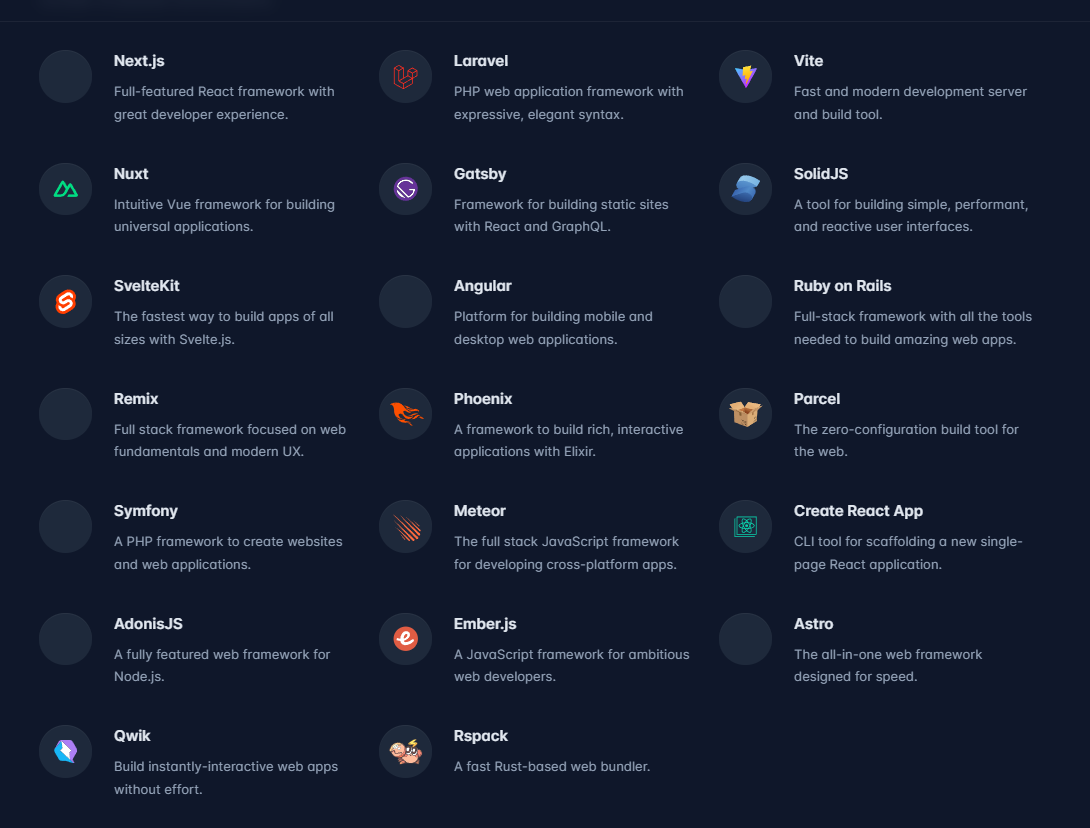 Next.js
Full-featured React framework with
great developer experience.
Laravel
PHP web application framework with
expressive, elegant syntax.
Vite
Fast and modern development server
and build tool.
Nuxt
Intuitive Vue framework for building
universal applications.
Gatsby
Framework for building static sites
with React and GraphQL.
SolidJS
A tool for building simple, performant,
and reactive user interfaces.
SvelteKit
The fastest way to build apps of all
sizes with Svelte.js.
Angular
Platform for building mobile and
desktop web applications.
Ruby on Rails
Full-stack framework with all the tools
needed to build amazing web apps.
Remix
Full stack framework focused on web
fundamentals and modern UX.
Phoenix
A framework to build rich, interactive
applications with Elixir.
Parcel
The zero-configuration build tool for
the web.
Symfony
A PHP framework to create websites
and web applications.
Meteor
The full stack JavaScript framework
for developing cross-platform apps.
Create React App
CLI tool for scaffolding a new single-
page React application.
AdonisJS
A fully featured web framework for
Node.js.
Ember.js
A JavaScript framework for ambitious
web developers.
Astro
The all-in-one web framework
designed for speed.
Qwik
Build instantly-interactive web apps
without effort.
Rspack
A fast Rust-based web bundler.